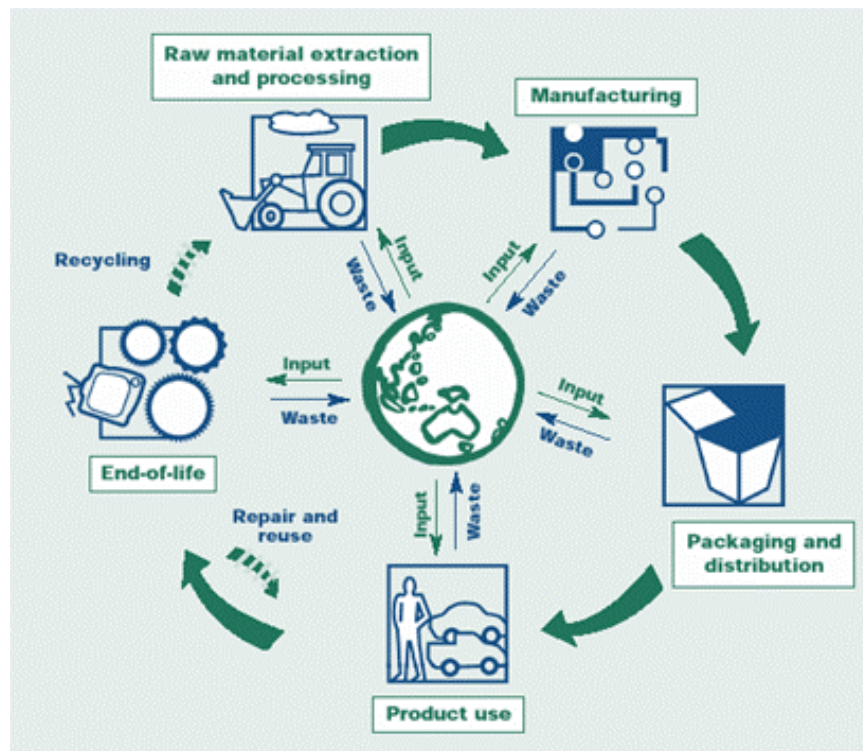 Raw material extraction
and processing
Manufacturing
Recycling
Input
Waste
Input
Waste
Input
Waste
Input
Waste
End-of-life
Repair and
reuse
Input
Waste
Packaging and
distribution
Product use